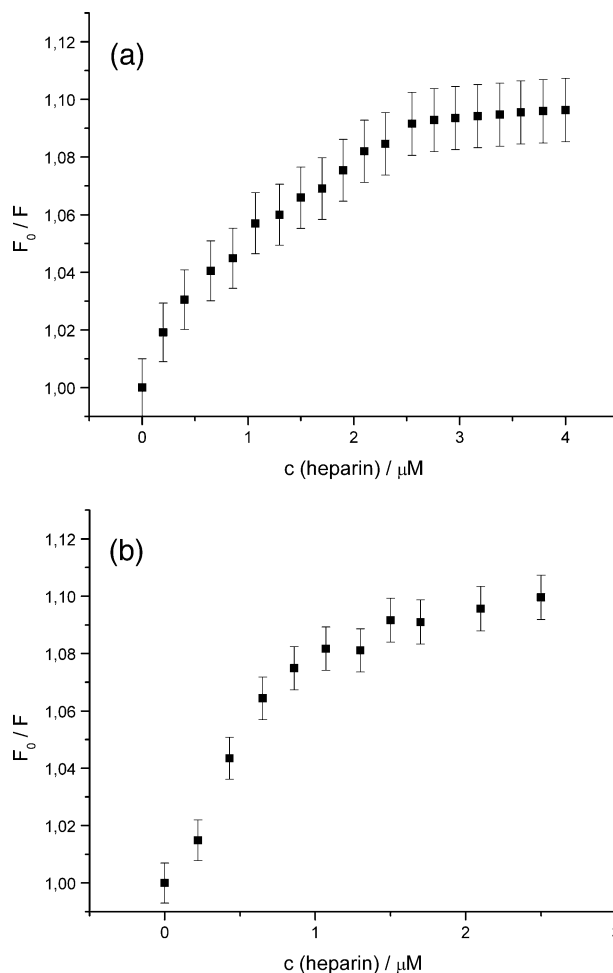 (a)
1,12
1,10
1,08
1,06
1,04
1,02
1,00
F₀ / F
0 1 2 3 4
c (heparin) / μM
(b)
1,12
1,10
1,08
1,06
1,04
1,02
1,00
F₀ / F
0 1 2 3
c (heparin) / μM